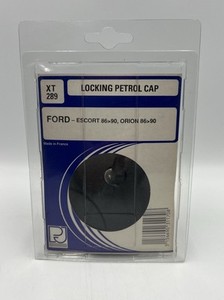 XT
289
LOCKING PETROL CAP
FORD – ESCORT 86»90, ORION 86»90
Made in France